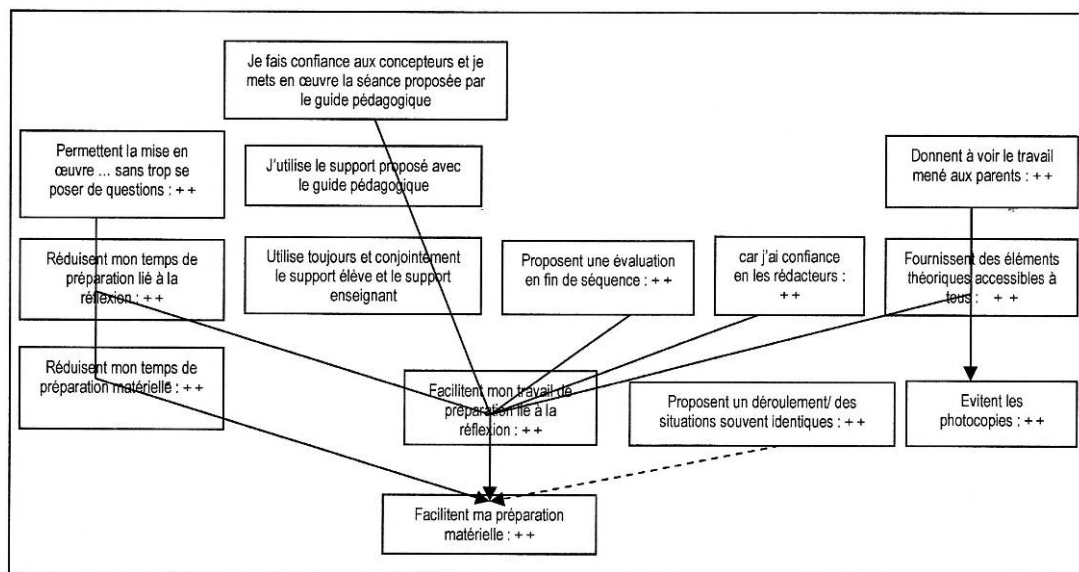 Je fais confiance aux concepteurs et je
mets en œuvre la séance proposée par
le guide pédagogique
Permettent la mise en
œuvre ... sans trop se
poser de questions : + +
J'utilise le support proposé avec
le guide pédagogique
Donnent à voir le travail
mené aux parents : + +
Réduisent mon temps de
préparation lié à la
réflexion : + +
Utilise toujours et conjointement
le support élève et le support
enseignant
Proposent une évaluation
en fin de séquence : + +
car j'ai confiance
en les rédacteurs :
+ +
Fournissent des éléments
théoriques accessibles à
tous : + +
Réduisent mon temps de
préparation matérielle : + +
Facilitent mon travail de
préparation lié à la
réflexion : + +
Proposent un déroulement/ des
situations souvent identiques : + +
Evitent les
photocopies : + +
Facilitent ma préparation
matérielle : + +